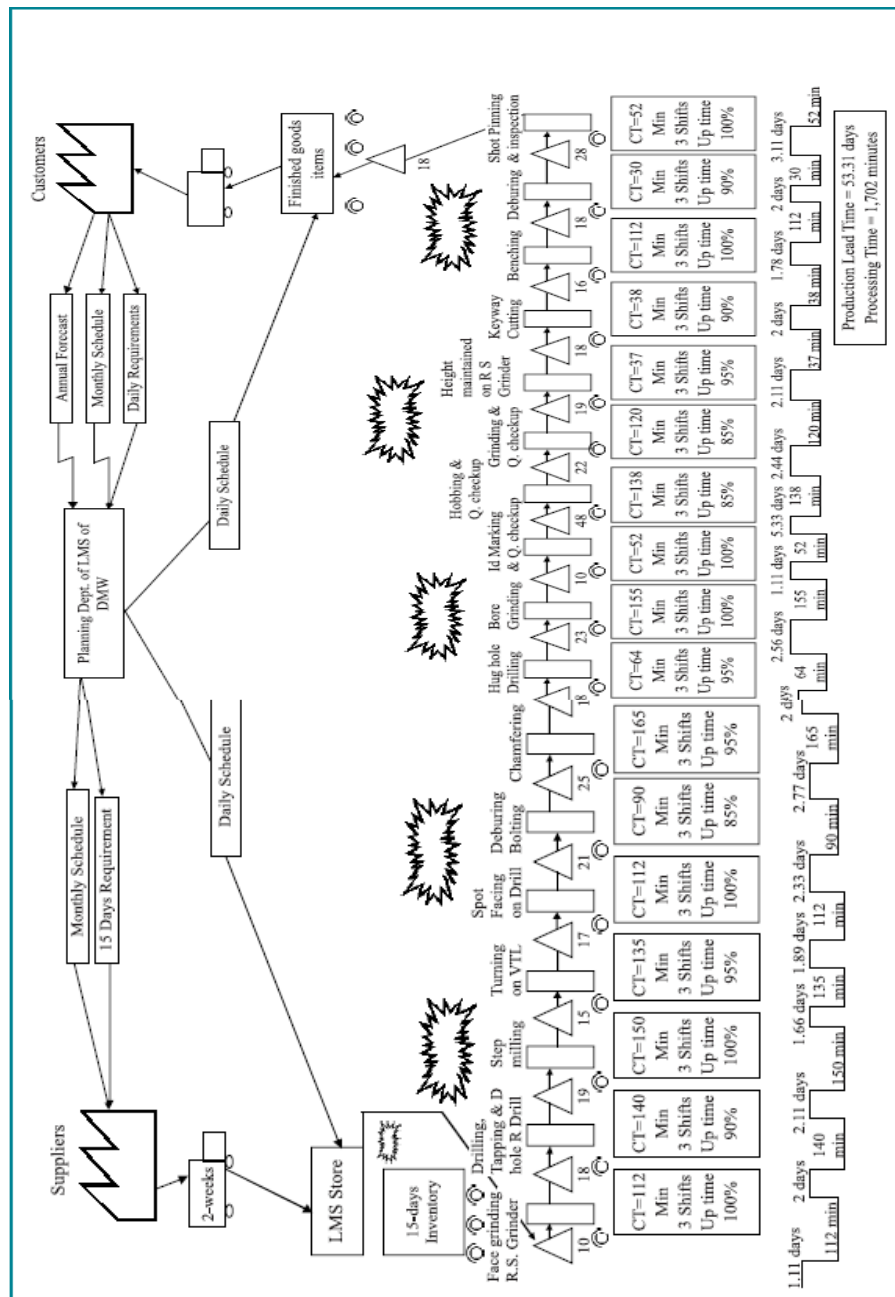 Suppliers
Customers
Monthly Schedule
15 Days Requirement
Planning Dept. of LMS of
DMW
Annual Forecast
Monthly Schedule
Daily Requirements
2-weeks
Daily Schedule
Daily Schedule
LMS Store
Finished goods
items
15-days
Inventory
18
Face grinding
R.S. Grinder
Drilling,
Tapping & D
hole R Drill
Step
milling
Turning
on VTL
Spot
Facing
on Drill
Deburing
Bolting
Chamfering
Hug hole
Drilling
Bore
Grinding
Id Marking
& Q. checkup
Hobbing &
Q. checkup
Grinding &
Q. checkup
Height
maintained
on R S
Grinder
Keyway
Cutting
Benching
Deburing
& inspection
Shot Pinning
10
18
19
15
17
21
25
18
23
10
48
22
19
18
16
18
28
CT=112
Min
3 Shifts
Up time
100%
CT=140
Min
3 Shifts
Up time
90%
CT=150
Min
3 Shifts
Up time
100%
CT=135
Min
3 Shifts
Up time
95%
CT=112
Min
3 Shifts
Up time
100%
CT=90
Min
3 Shifts
Up time
85%
CT=165
Min
3 Shifts
Up time
95%
CT=64
Min
3 Shifts
Up time
95%
CT=155
Min
3 Shifts
Up time
100%
CT=52
Min
3 Shifts
Up time
100%
CT=138
Min
3 Shifts
Up time
85%
CT=120
Min
3 Shifts
Up time
85%
CT=37
Min
3 Shifts
Up time
95%
CT=38
Min
3 Shifts
Up time
90%
CT=112
Min
3 Shifts
Up time
100%
CT=30
Min
3 Shifts
Up time
90%
CT=52
Min
3 Shifts
Up time
100%
1.11 days
112 min
2 days
140
min
2.11 days
150 min
1.66 days
135
min
1.89 days
112
min
2.33 days
90 min
2.77 days
165
min
2 days
64
min
2.56 days
155
min
1.11 days
52
min
5.33 days
138
min
2.44 days
120 min
2.11 days
37 min
2 days
38 min
1.78 days
112
min
2 days
30
min
3.11 days
52 min
Production Lead Time = 53.31 days
Processing Time = 1,702 minutes